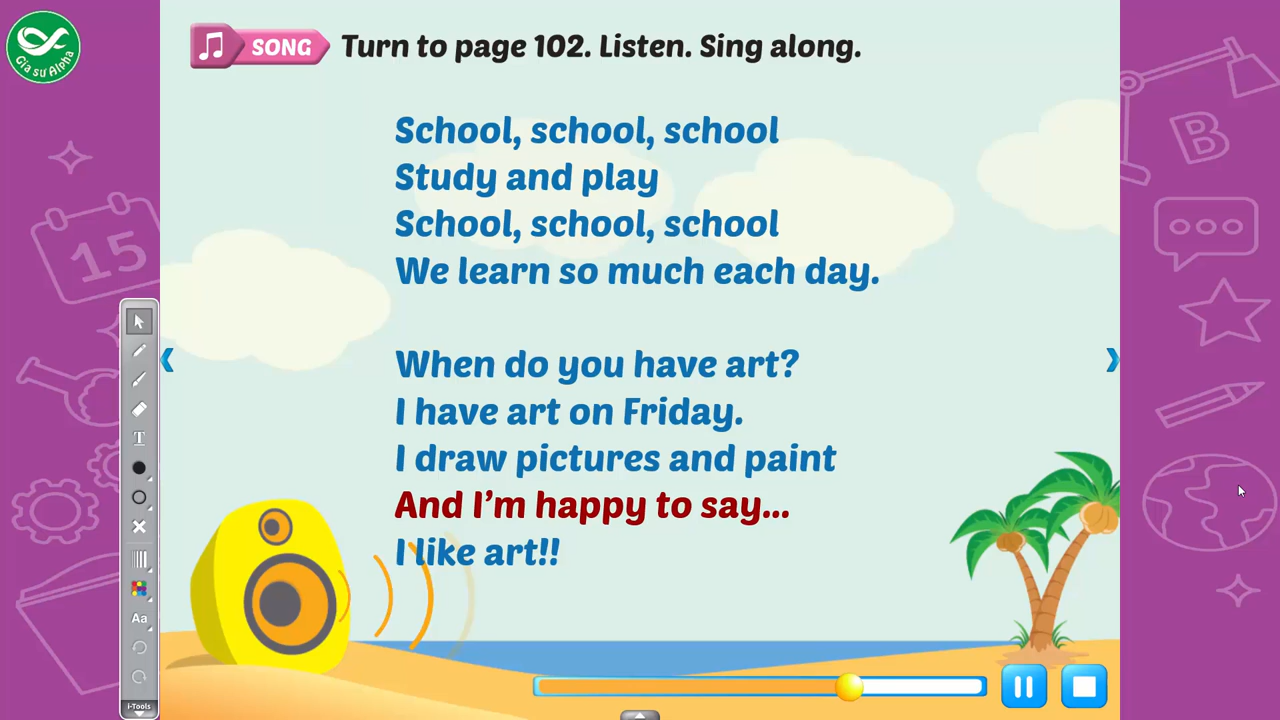 Gia sư Alpha
SONG
Turn to page 102. Listen. Sing along.
School, school, school
Study and play
School, school, school
We learn so much each day.
When do you have art?
I have art on Friday.
I draw pictures and paint
And I'm happy to say...
I like art!!
15
B
T
Aa
i-Tools